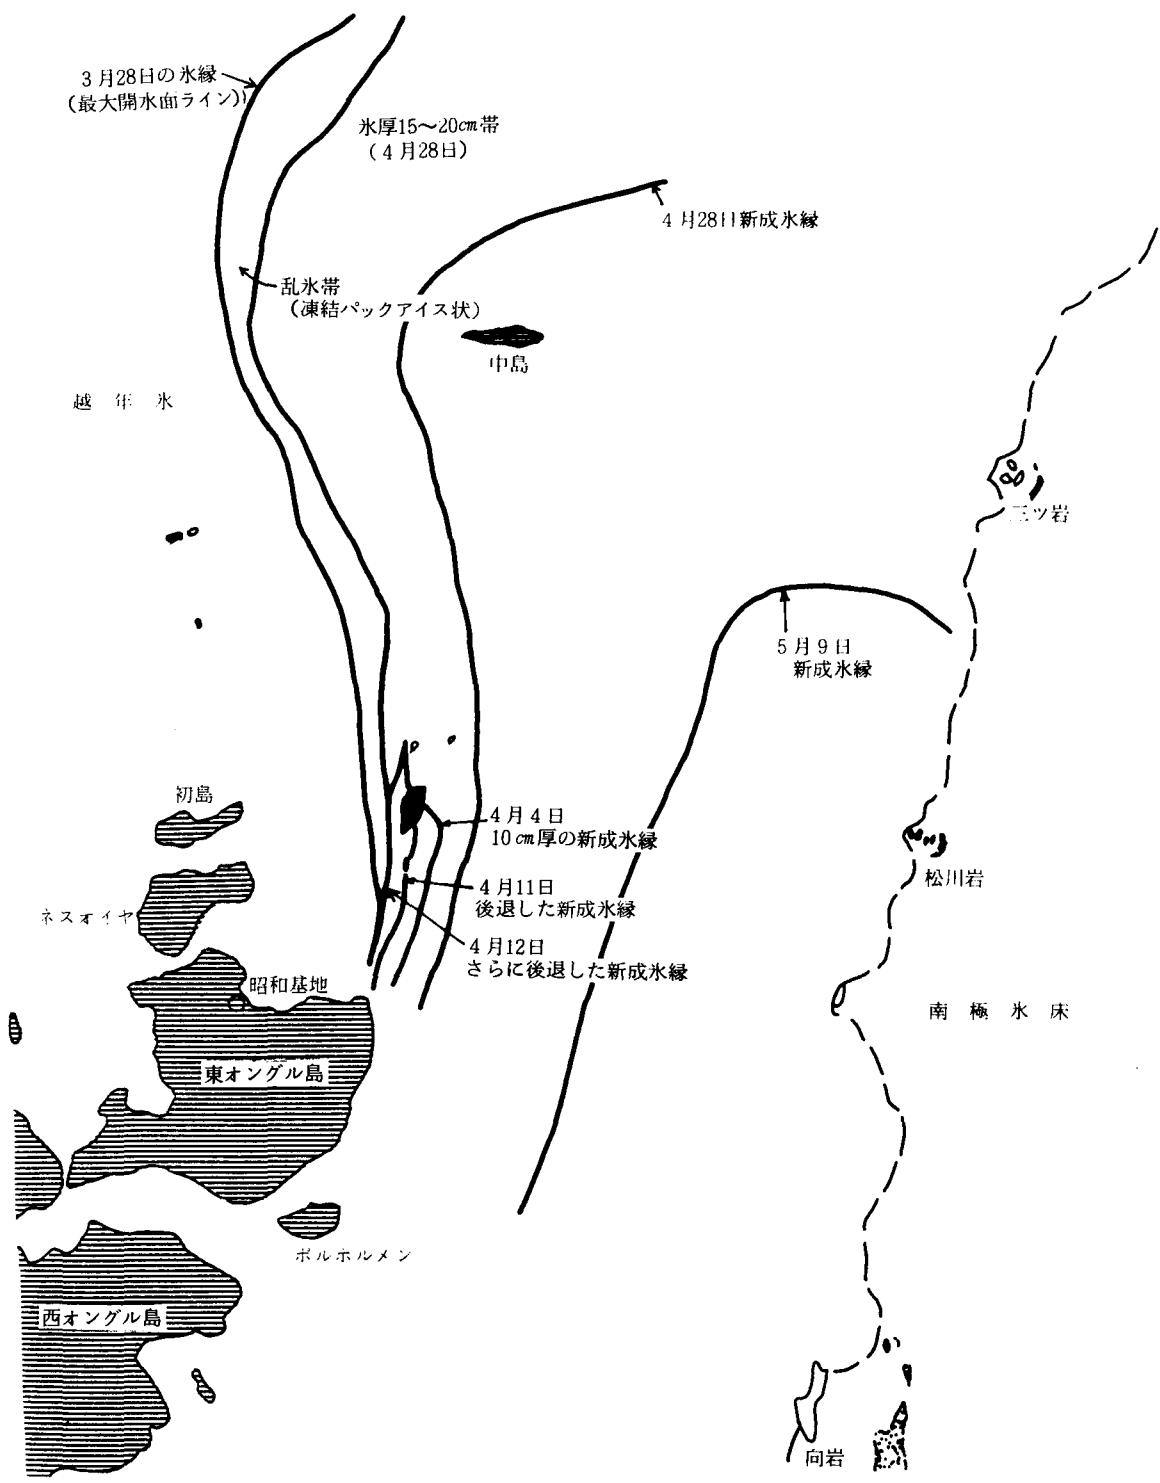 3月28日の氷縁
(最大開水面ライン)
氷厚15〜20cm帯
(4月28日)
4月28日新成氷縁
乱氷帯
(凍結パックアイス状)
中島
越年氷
三ツ岩
5月9日
新成氷縁
初島
4月4日
10cm厚の新成氷縁
松川岩
4月11日
後退した新成氷縁
ネスオイヤ
4月12日
さらに後退した新成氷縁
昭和基地
南極氷床
東オングル島
ポルホルメン
西オングル島
向岩